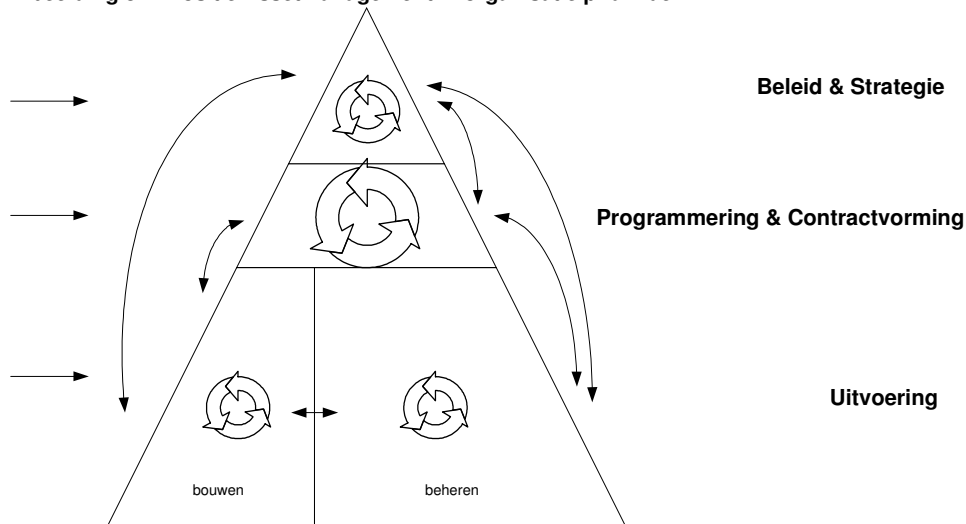 Beleid & Strategie
Programmering & Contractvorming
Uitvoering
bouwen
beheren